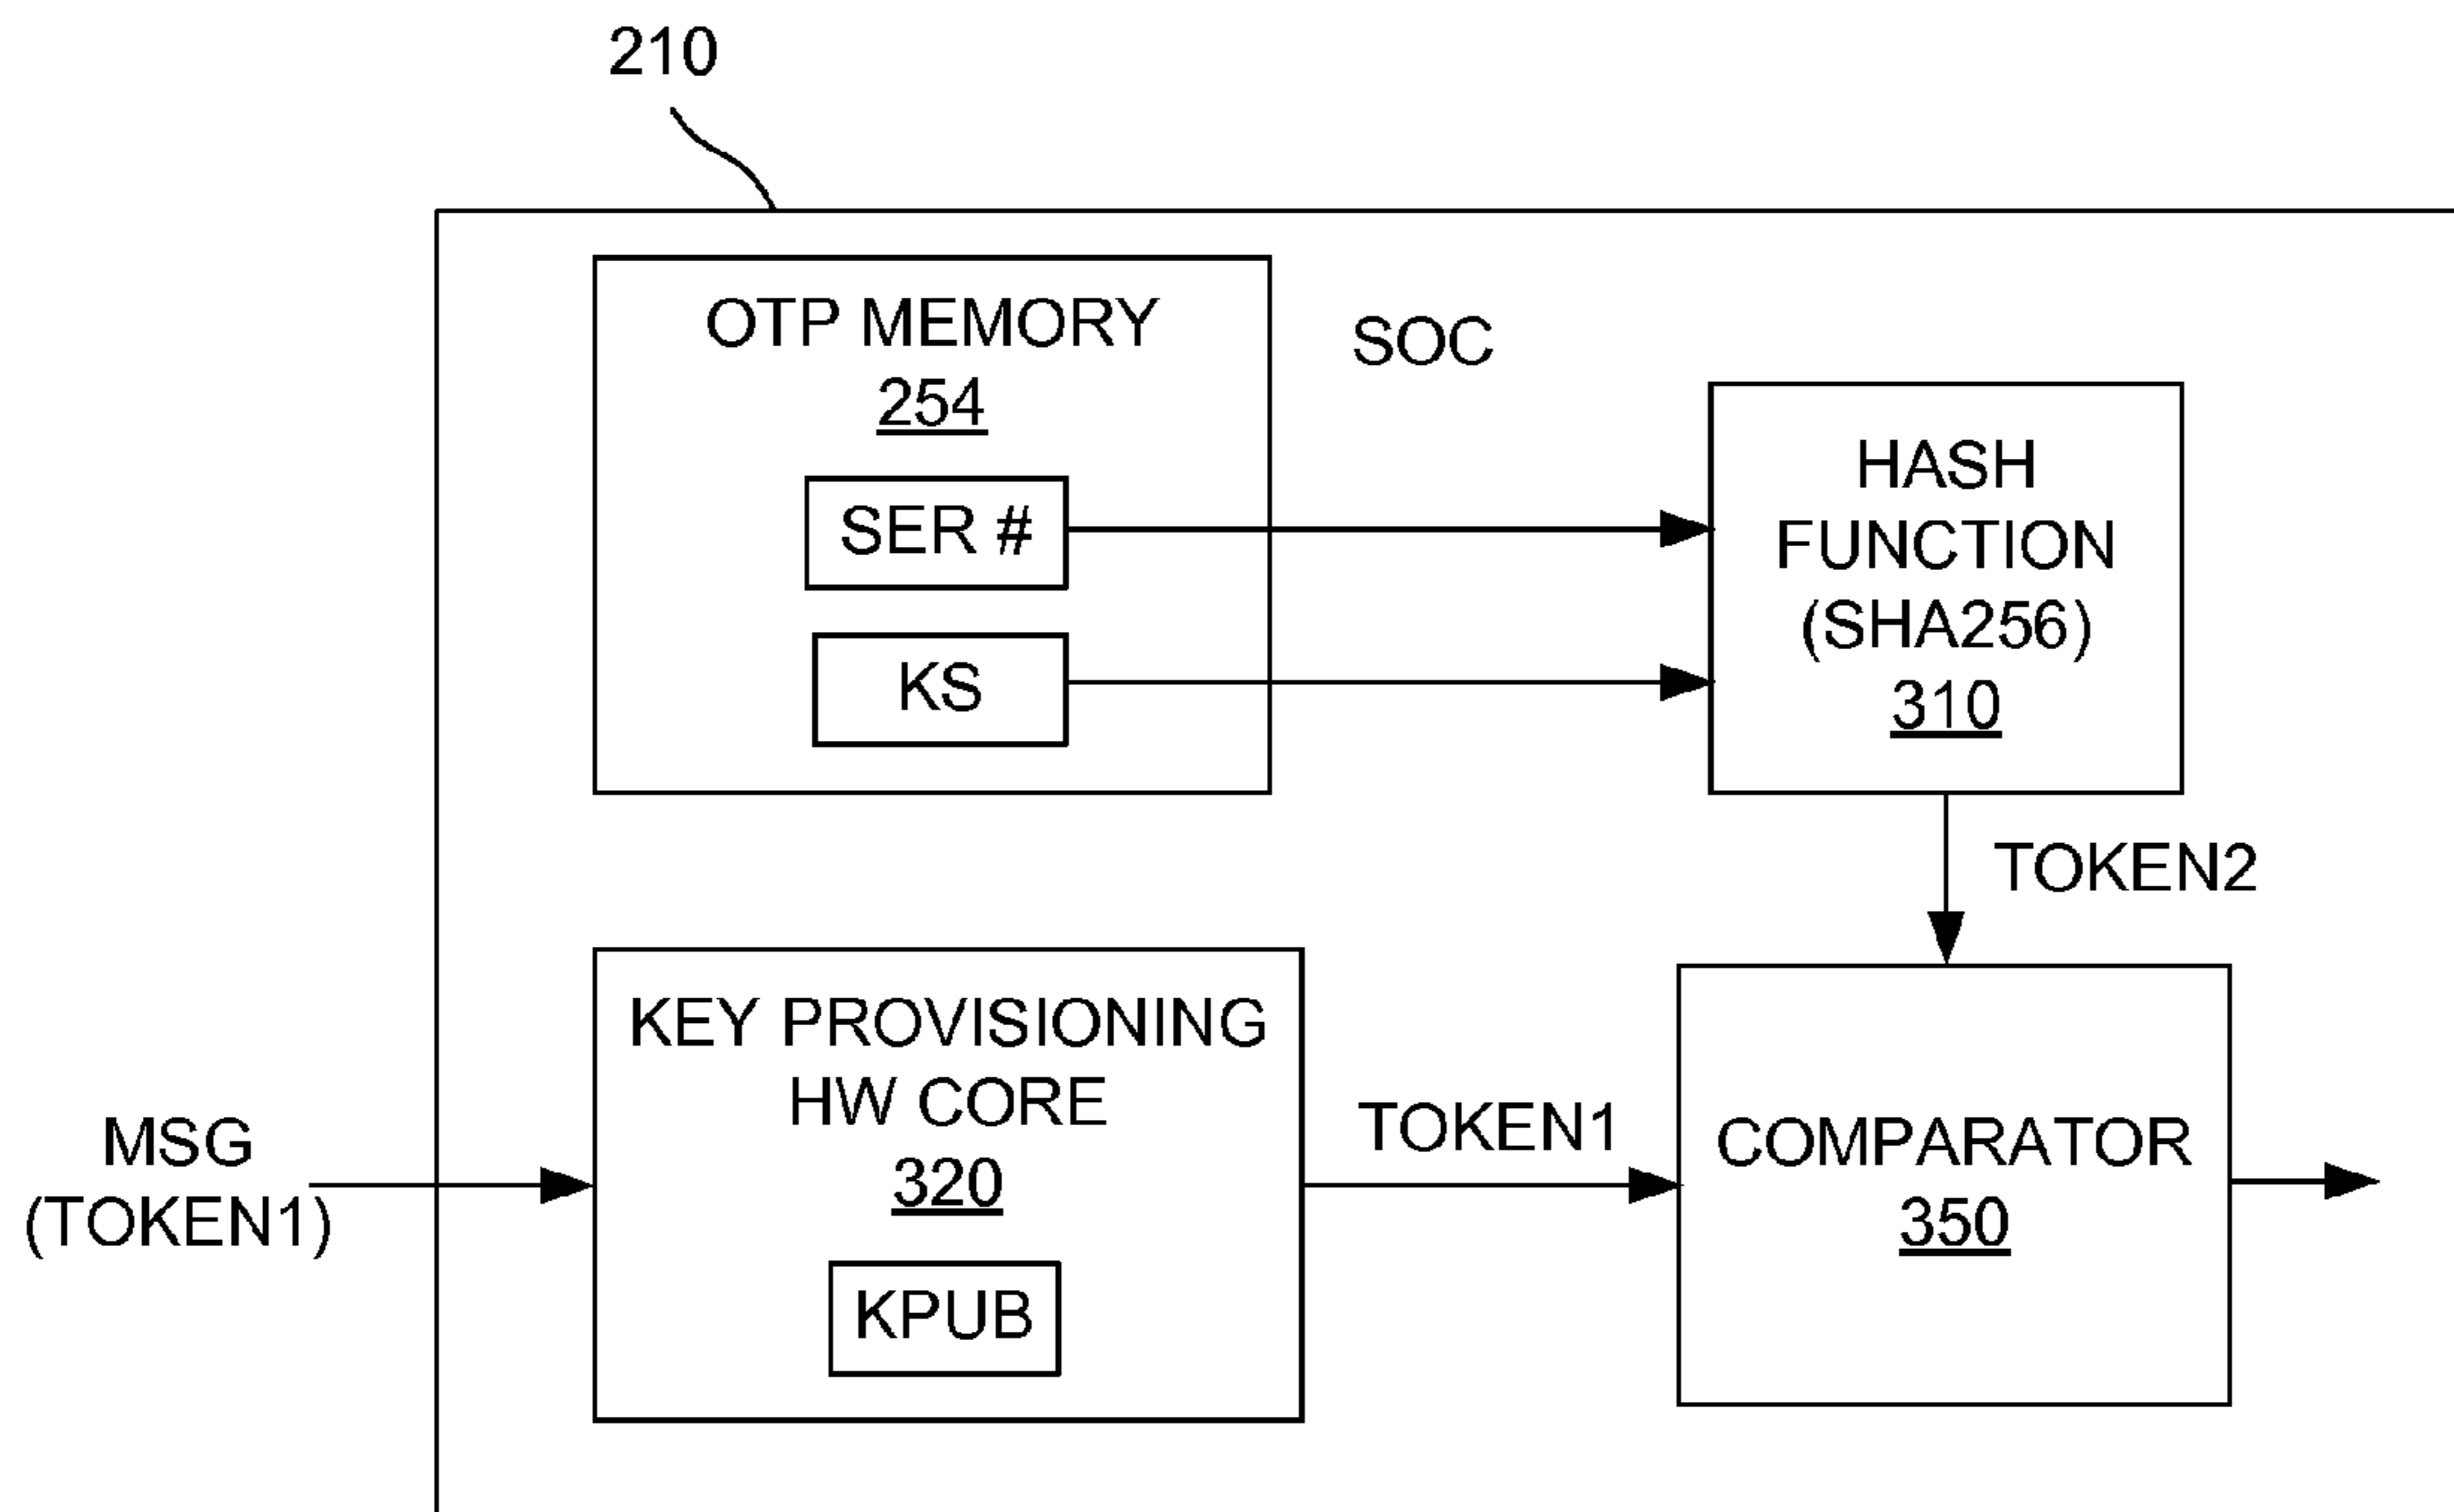 210
OTP MEMORY
254
SER #
KS
SOC
HASH
FUNCTION
(SHA256)
310
TOKEN2
MSG
(TOKEN1)
KEY PROVISIONING
HW CORE
320
KPUB
TOKEN1
COMPARATOR
350